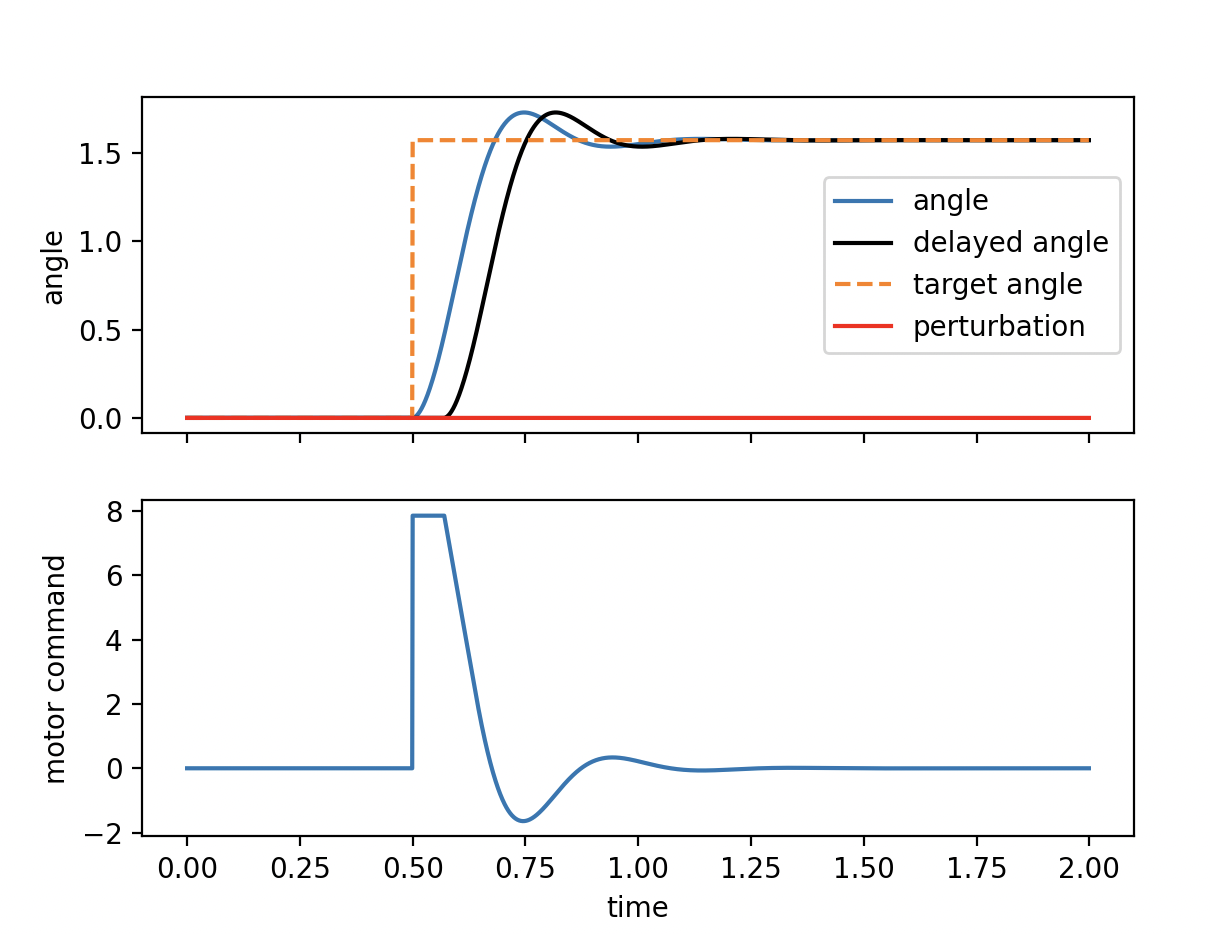 1.5
1.0
0.5
0.0
angle
angle
delayed angle
target angle
perturbation
8
6
4
2
0
−2
motor command
0.00 0.25 0.50 0.75 1.00 1.25 1.50 1.75 2.00
time